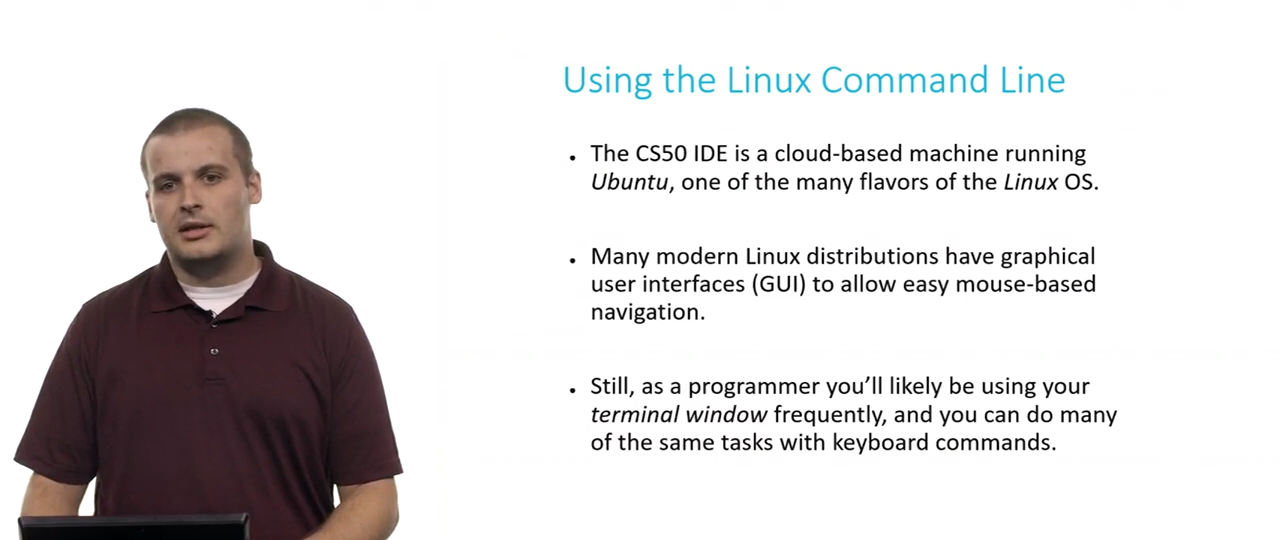 Using the Linux Command Line
• The CS50 IDE is a cloud-based machine running
Ubuntu, one of the many flavors of the Linux OS.
• Many modern Linux distributions have graphical
user interfaces (GUI) to allow easy mouse-based
navigation.
• Still, as a programmer you’ll likely be using your
terminal window frequently, and you can do many
of the same tasks with keyboard commands.